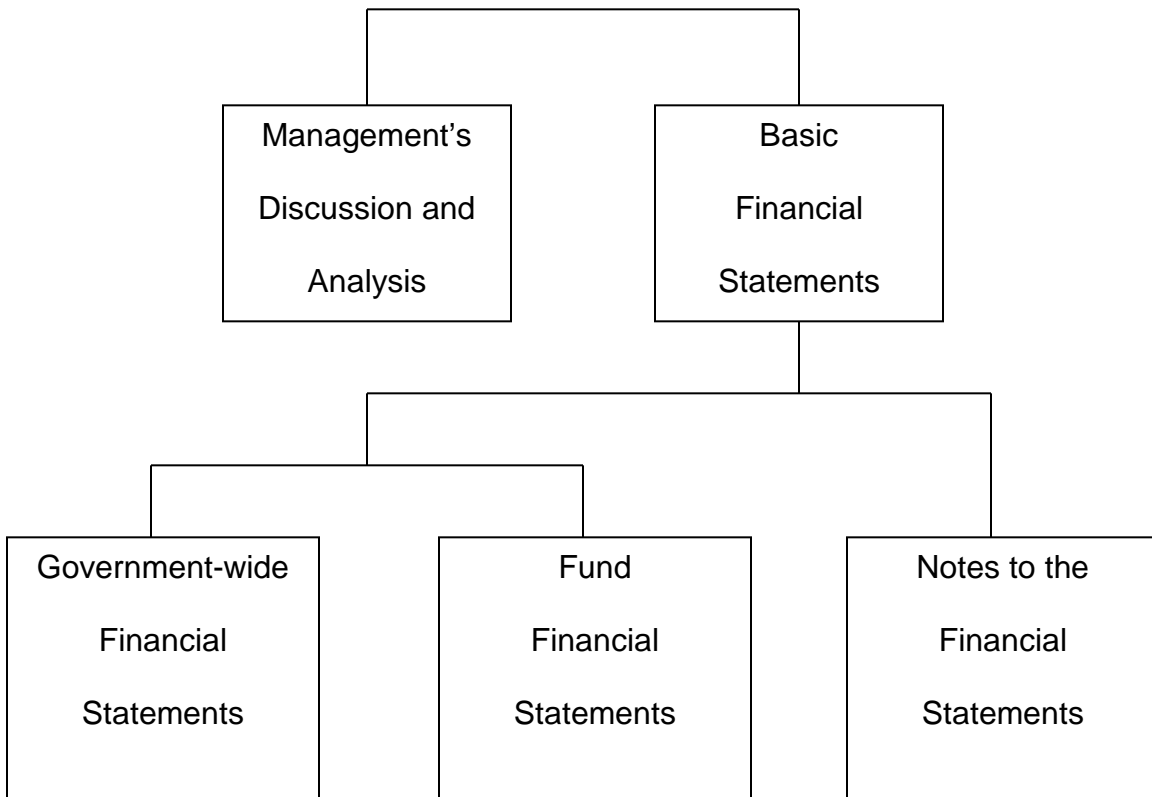 Management’s
Discussion and
Analysis
Basic
Financial
Statements
Government-wide
Financial
Statements
Fund
Financial
Statements
Notes to the
Financial
Statements